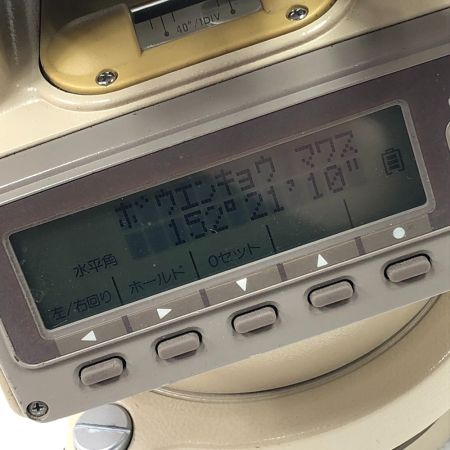 40"/1DIV
ボウエンキョウ マワス
水平角 152°21'10"
左/右回り ホールド 0セット
◀ ▶ ▼ ▲ ●